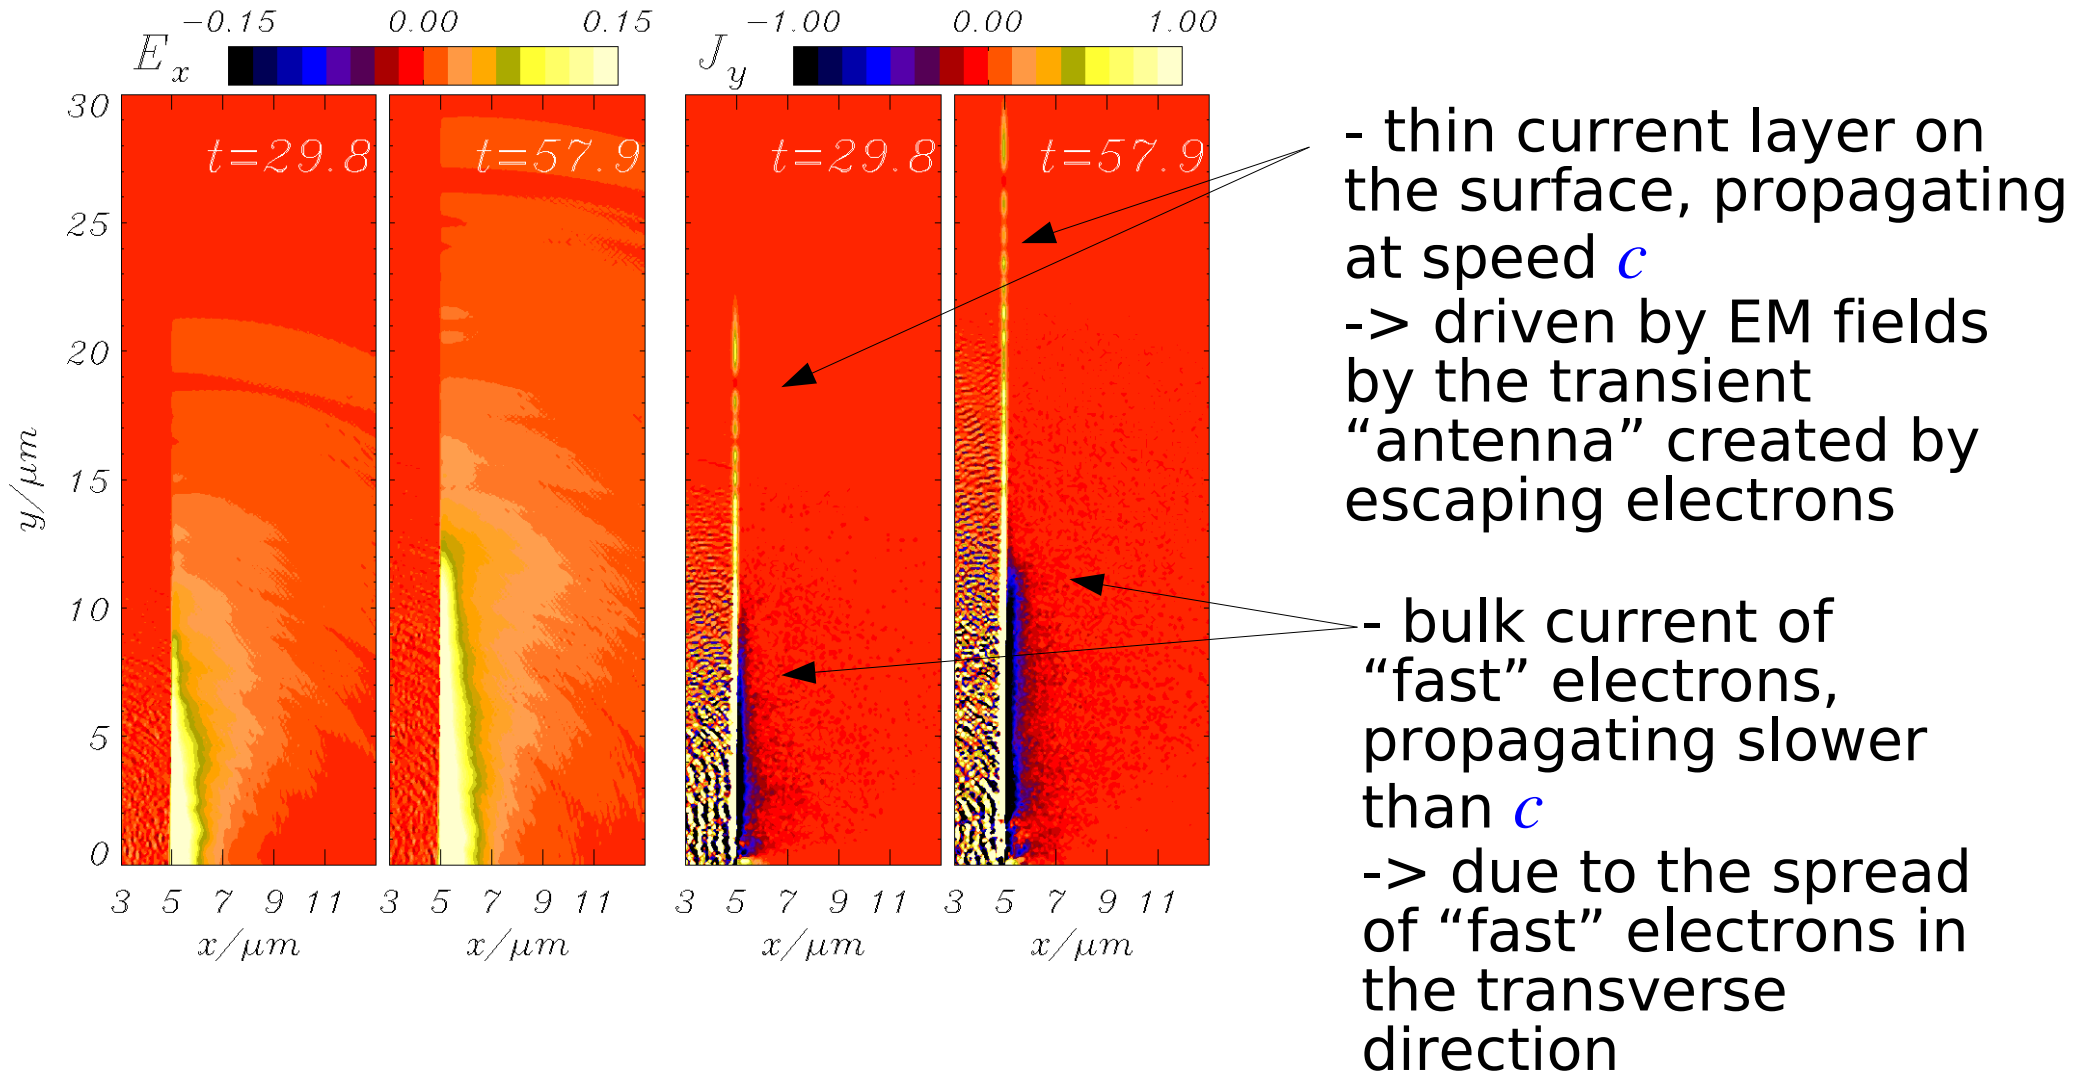 −0.15 0.00 0.15
E_x
−1.00 0.00 1.00
J_y
30
25
20
15
10
5
0
y/μm
t=29.8
t=57.9
t=29.8
t=57.9
3 5 7 9 11
3 5 7 9 11
3 5 7 9 11
3 5 7 9 11
x/μm
x/μm
x/μm
x/μm
- thin current layer on
the surface, propagating
at speed c
-> driven by EM fields
by the transient
“antenna” created by
escaping electrons
- bulk current of
“fast” electrons,
propagating slower
than c
-> due to the spread
of “fast” electrons in
the transverse
direction